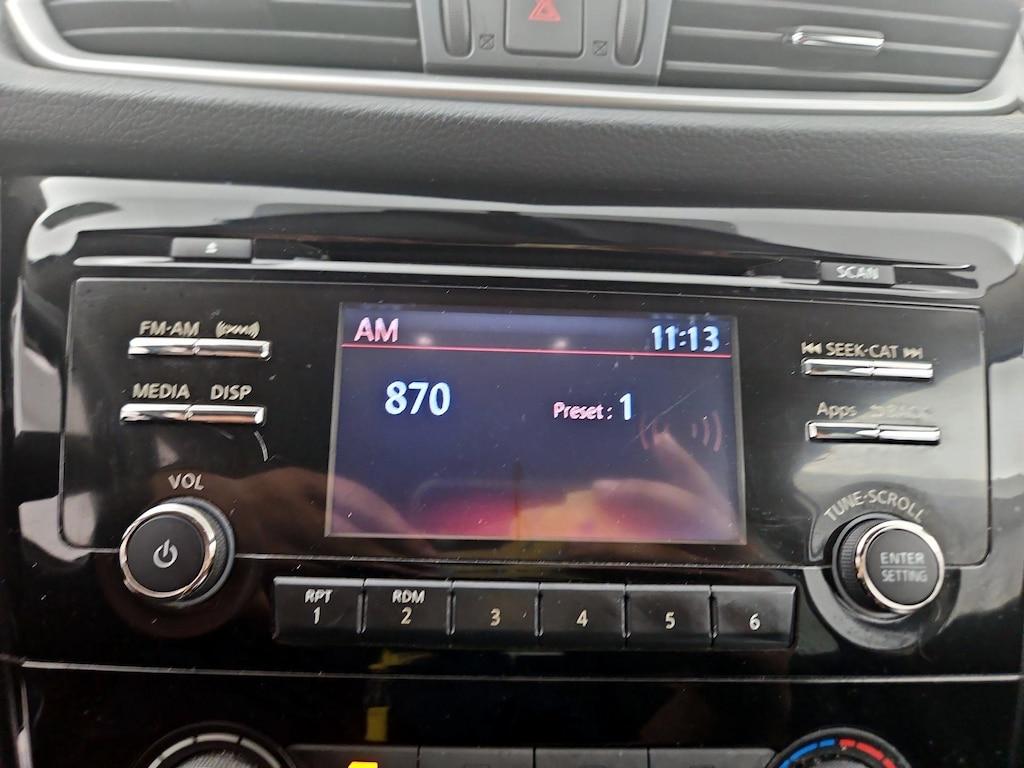 SCAN
FM·AM
MEDIA DISP
VOL
AM 11:13
870 Preset : 1
SEEK·CAT
Apps BACK
TUNE·SCROLL
ENTER
SETTING
RPT
1
RDM
2
3
4
5
6